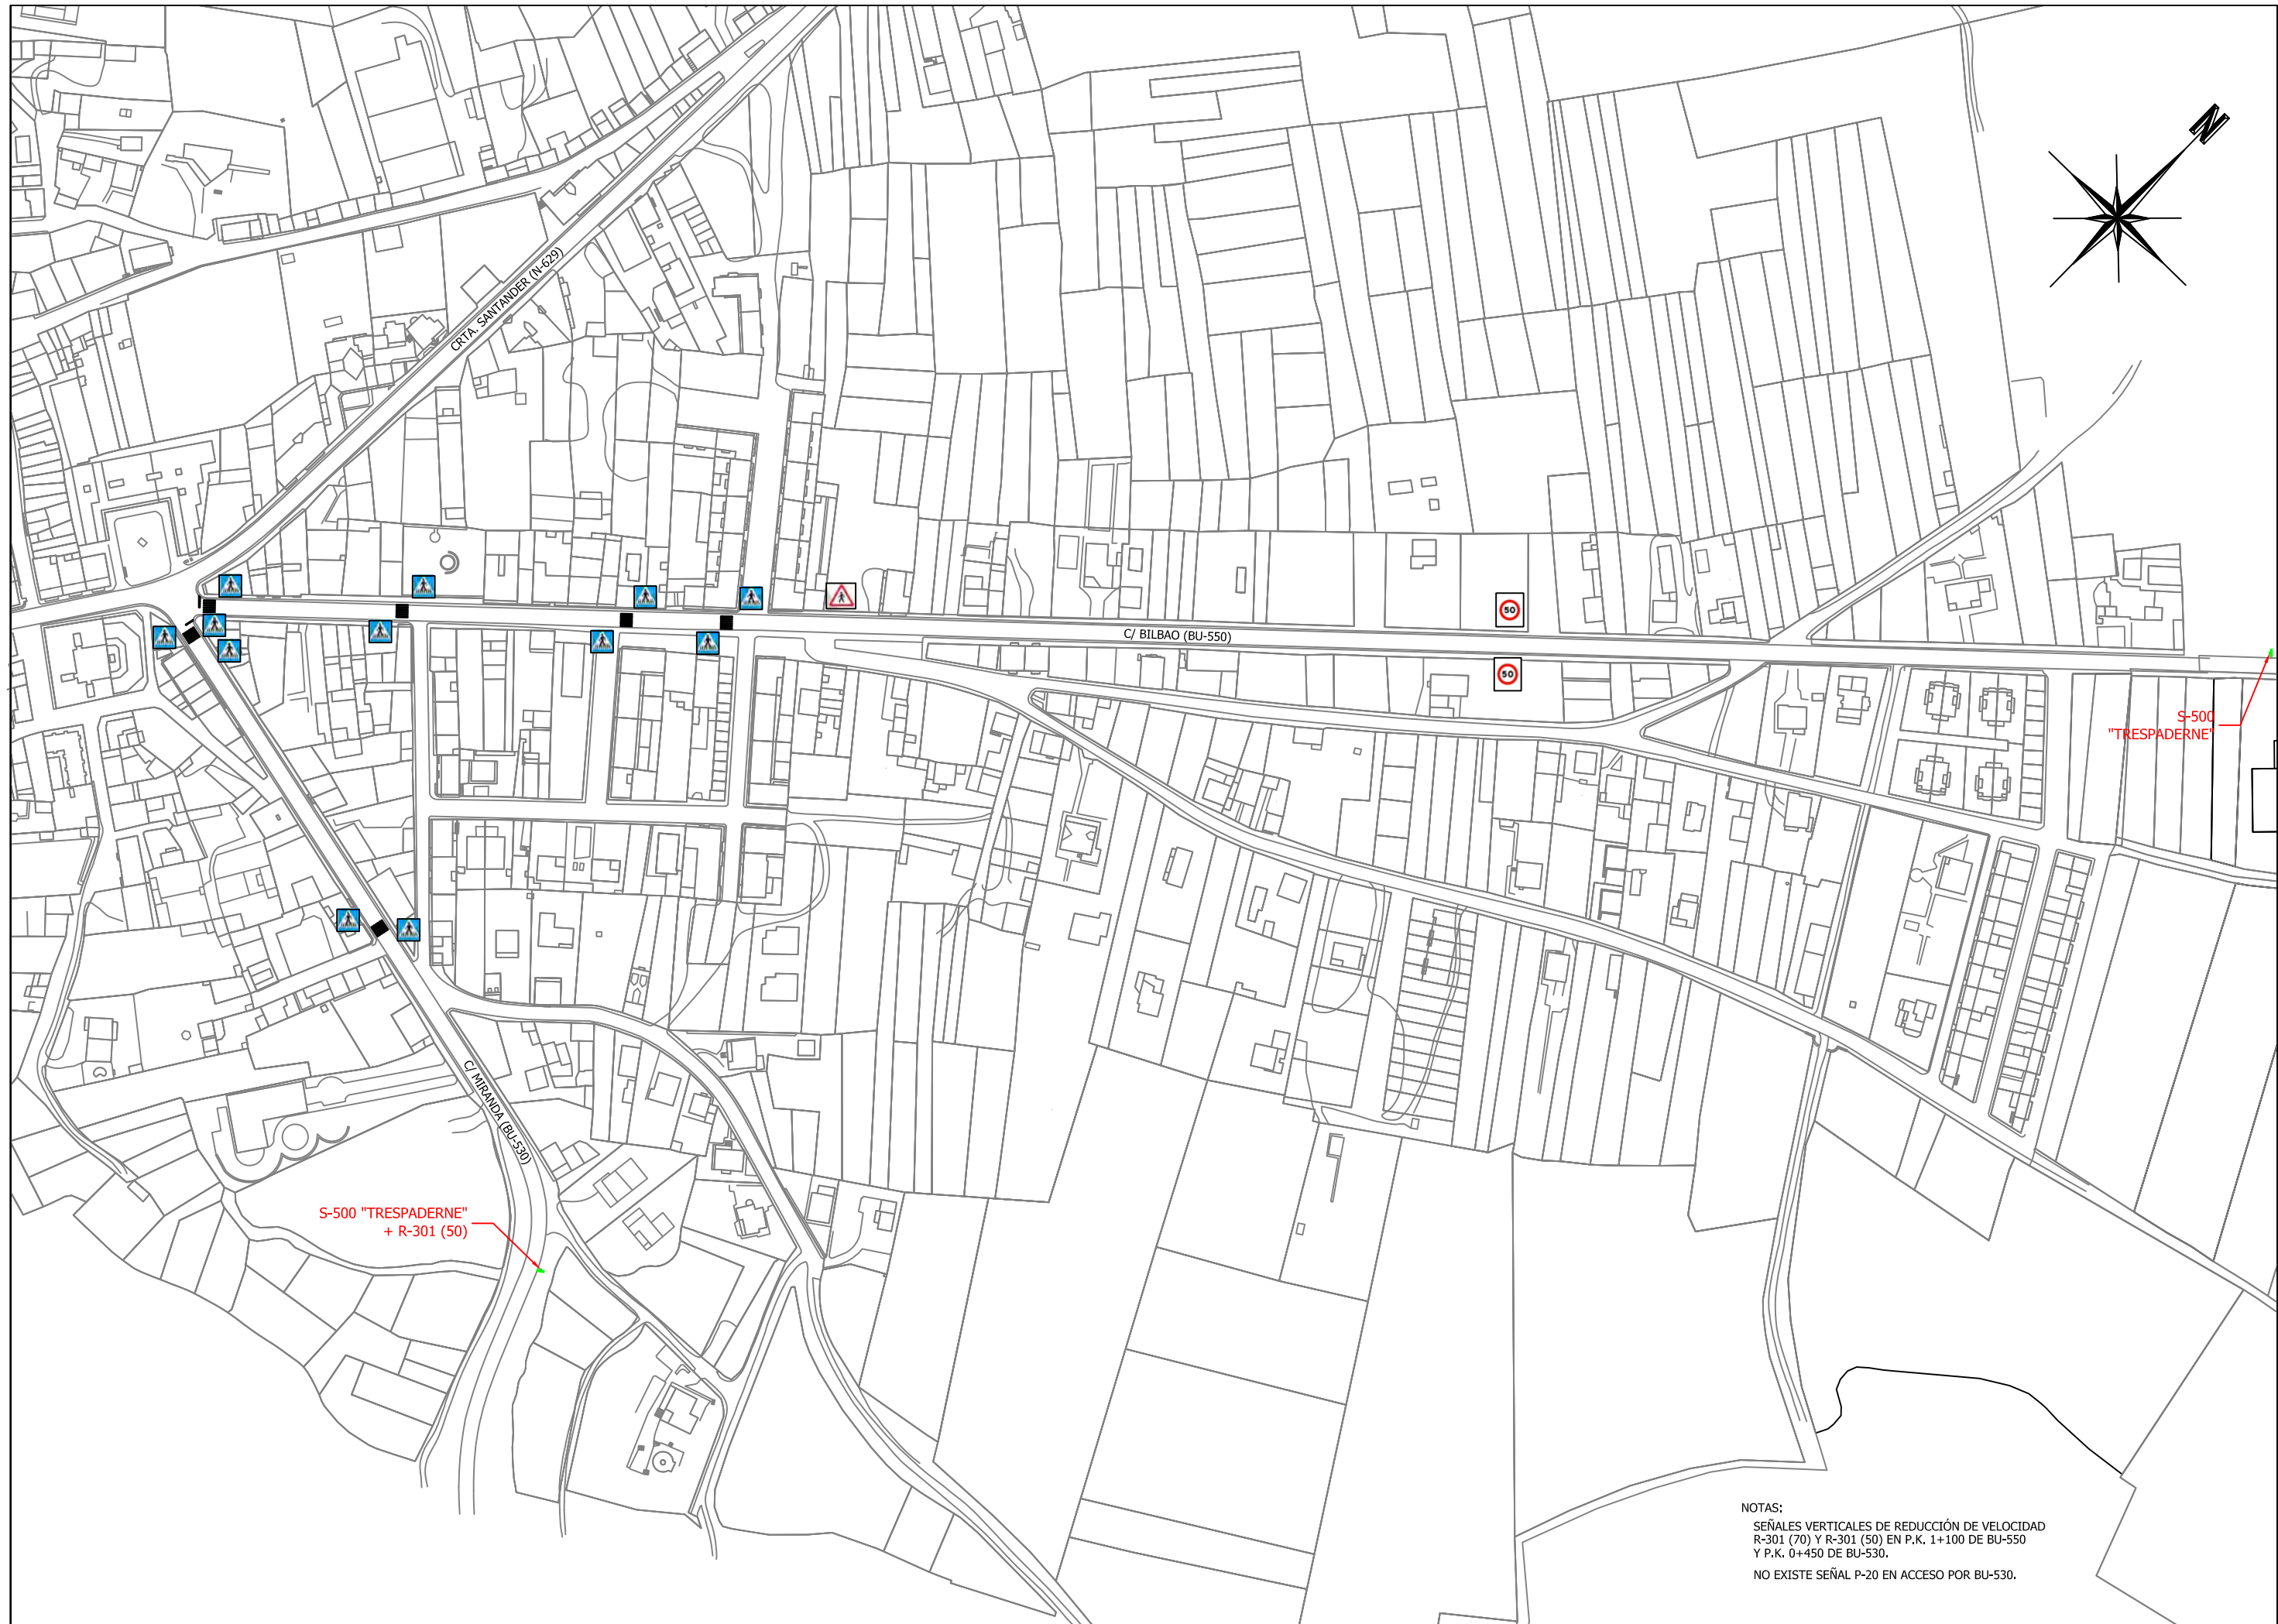 N
CRTA. SANTANDER (N-629)
50
C/ BILBAO (BU-550)
50
S-500
"TRESPADERNE"
C/ MIRANDA (BU-530)
S-500 "TRESPADERNE"
+ R-301 (50)
NOTAS:
SEÑALES VERTICALES DE REDUCCIÓN DE VELOCIDAD
R-301 (70) Y R-301 (50) EN P.K. 1+100 DE BU-550
Y P.K. 0+450 DE BU-530.
NO EXISTE SEÑAL P-20 EN ACCESO POR BU-530.